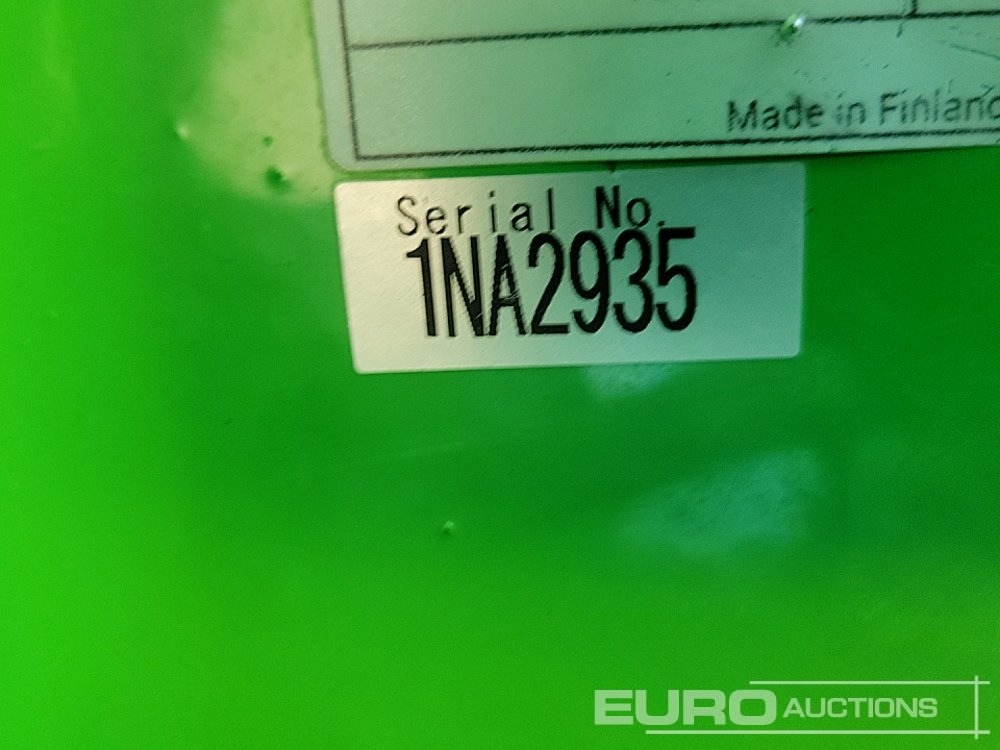 Made in Finland
Serial No.
1NA2935
EURO AUCTIONS